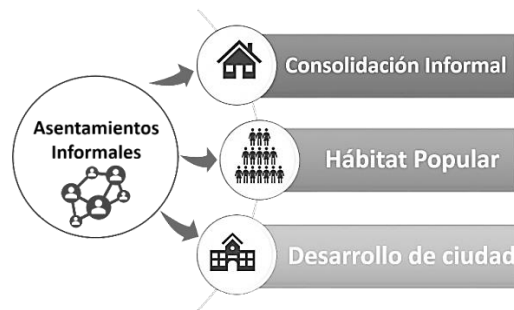 Asentamientos
Informales
Consolidación Informal
Hábitat Popular
Desarrollo de ciudad